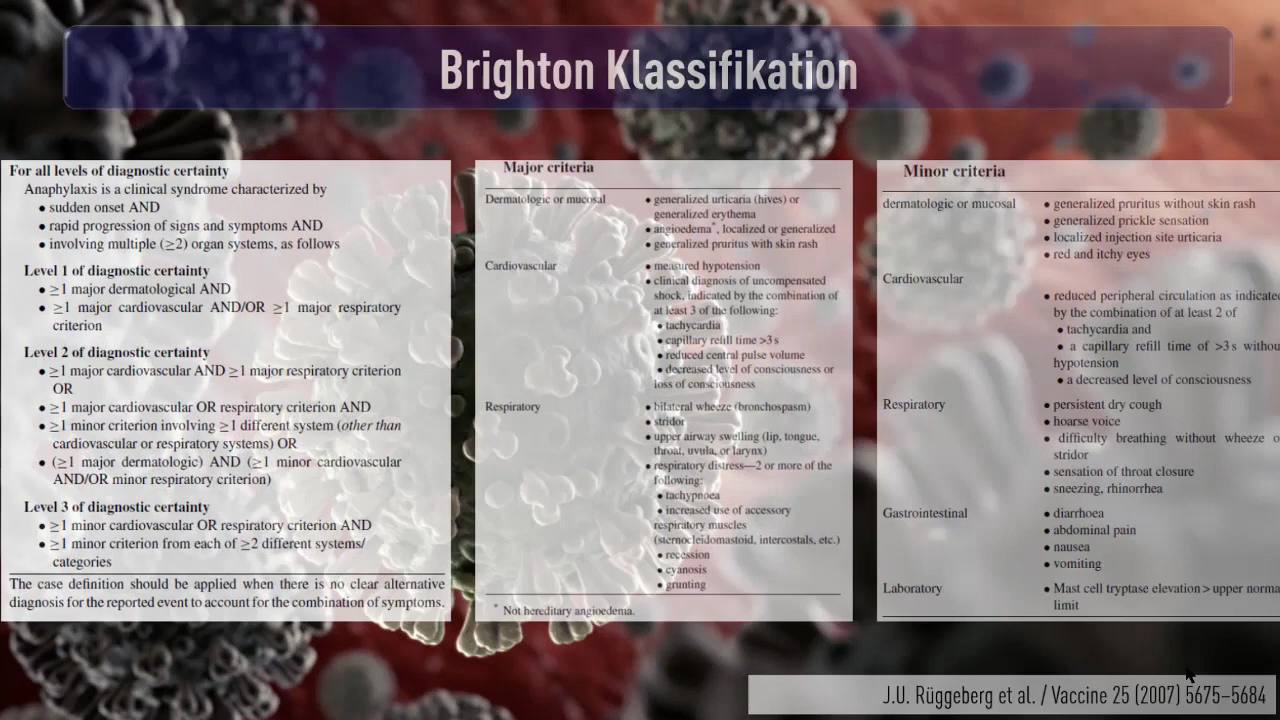 Brighton Klassifikation
For all levels of diagnostic certainty
Anaphylaxis is a clinical syndrome characterized by
• sudden onset AND
• rapid progression of signs and symptoms AND
• involving multiple (≥2) organ systems, as follows
Level 1 of diagnostic certainty
• ≥1 major dermatological AND
• ≥1 major cardiovascular AND/OR ≥1 major respiratory
criterion
Level 2 of diagnostic certainty
• ≥1 major cardiovascular AND ≥1 major respiratory criterion
OR
• ≥1 major cardiovascular OR respiratory criterion AND
• ≥1 minor criterion involving ≥1 different system (other than
cardiovascular or respiratory systems) OR
• (≥1 major dermatologic) AND (≥1 minor cardiovascular
AND/OR minor respiratory criterion)
Level 3 of diagnostic certainty
• ≥1 minor cardiovascular OR respiratory criterion AND
• ≥1 minor criterion from each of ≥2 different systems/
categories
The case definition should be applied when there is no clear alternative
diagnosis for the reported event to account for the combination of symptoms.
Major criteria
Dermatologic or mucosal • generalized urticaria (hives) or
generalized erythema
• angioedema*, localized or generalized
• generalized pruritus with skin rash
Cardiovascular • measured hypotension
• clinical diagnosis of uncompensated
shock, indicated by the combination of
at least 3 of the following:
• tachycardia
• capillary refill time >3 s
• reduced central pulse volume
• decreased level of consciousness or
loss of consciousness
Respiratory • bilateral wheeze (bronchospasm)
• stridor
• upper airway swelling (lip, tongue,
throat, uvula, or larynx)
• respiratory distress—2 or more of the
following:
• tachypnoea
• increased use of accessory
respiratory muscles
(sternocleidomastoid, intercostals, etc.)
• recession
• cyanosis
• grunting
* Not hereditary angioedema.
Minor criteria
dermatologic or mucosal • generalized pruritus without skin rash
• generalized prickle sensation
• localized injection site urticaria
• red and itchy eyes
Cardiovascular
• reduced peripheral circulation as indicate
by the combination of at least 2 of
• tachycardia and
• a capillary refill time of >3 s withou
hypotension
• a decreased level of consciousness
Respiratory • persistent dry cough
• hoarse voice
• difficulty breathing without wheeze o
stridor
• sensation of throat closure
• sneezing, rhinorrhea
Gastrointestinal • diarrhoea
• abdominal pain
• nausea
• vomiting
Laboratory • Mast cell tryptase elevation > upper norma
limit
J.U. Rüggeberg et al. / Vaccine 25 (2007) 5675–5684